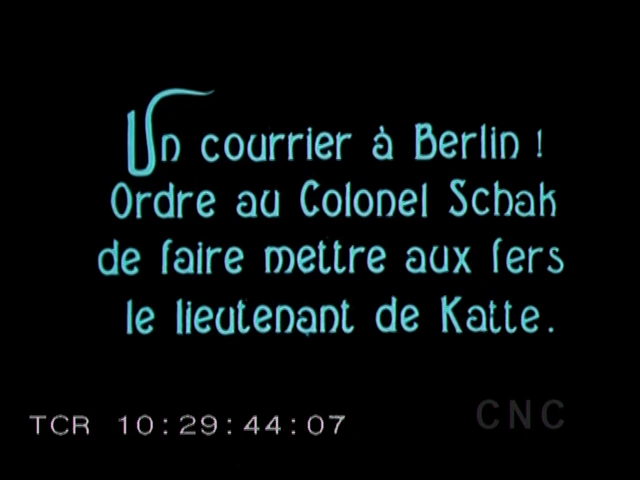 Un courrier à Berlin !
Ordre au Colonel Schak
de faire mettre aux fers
le lieutenant de Katte.
CNC
TCR 10:29:44:07